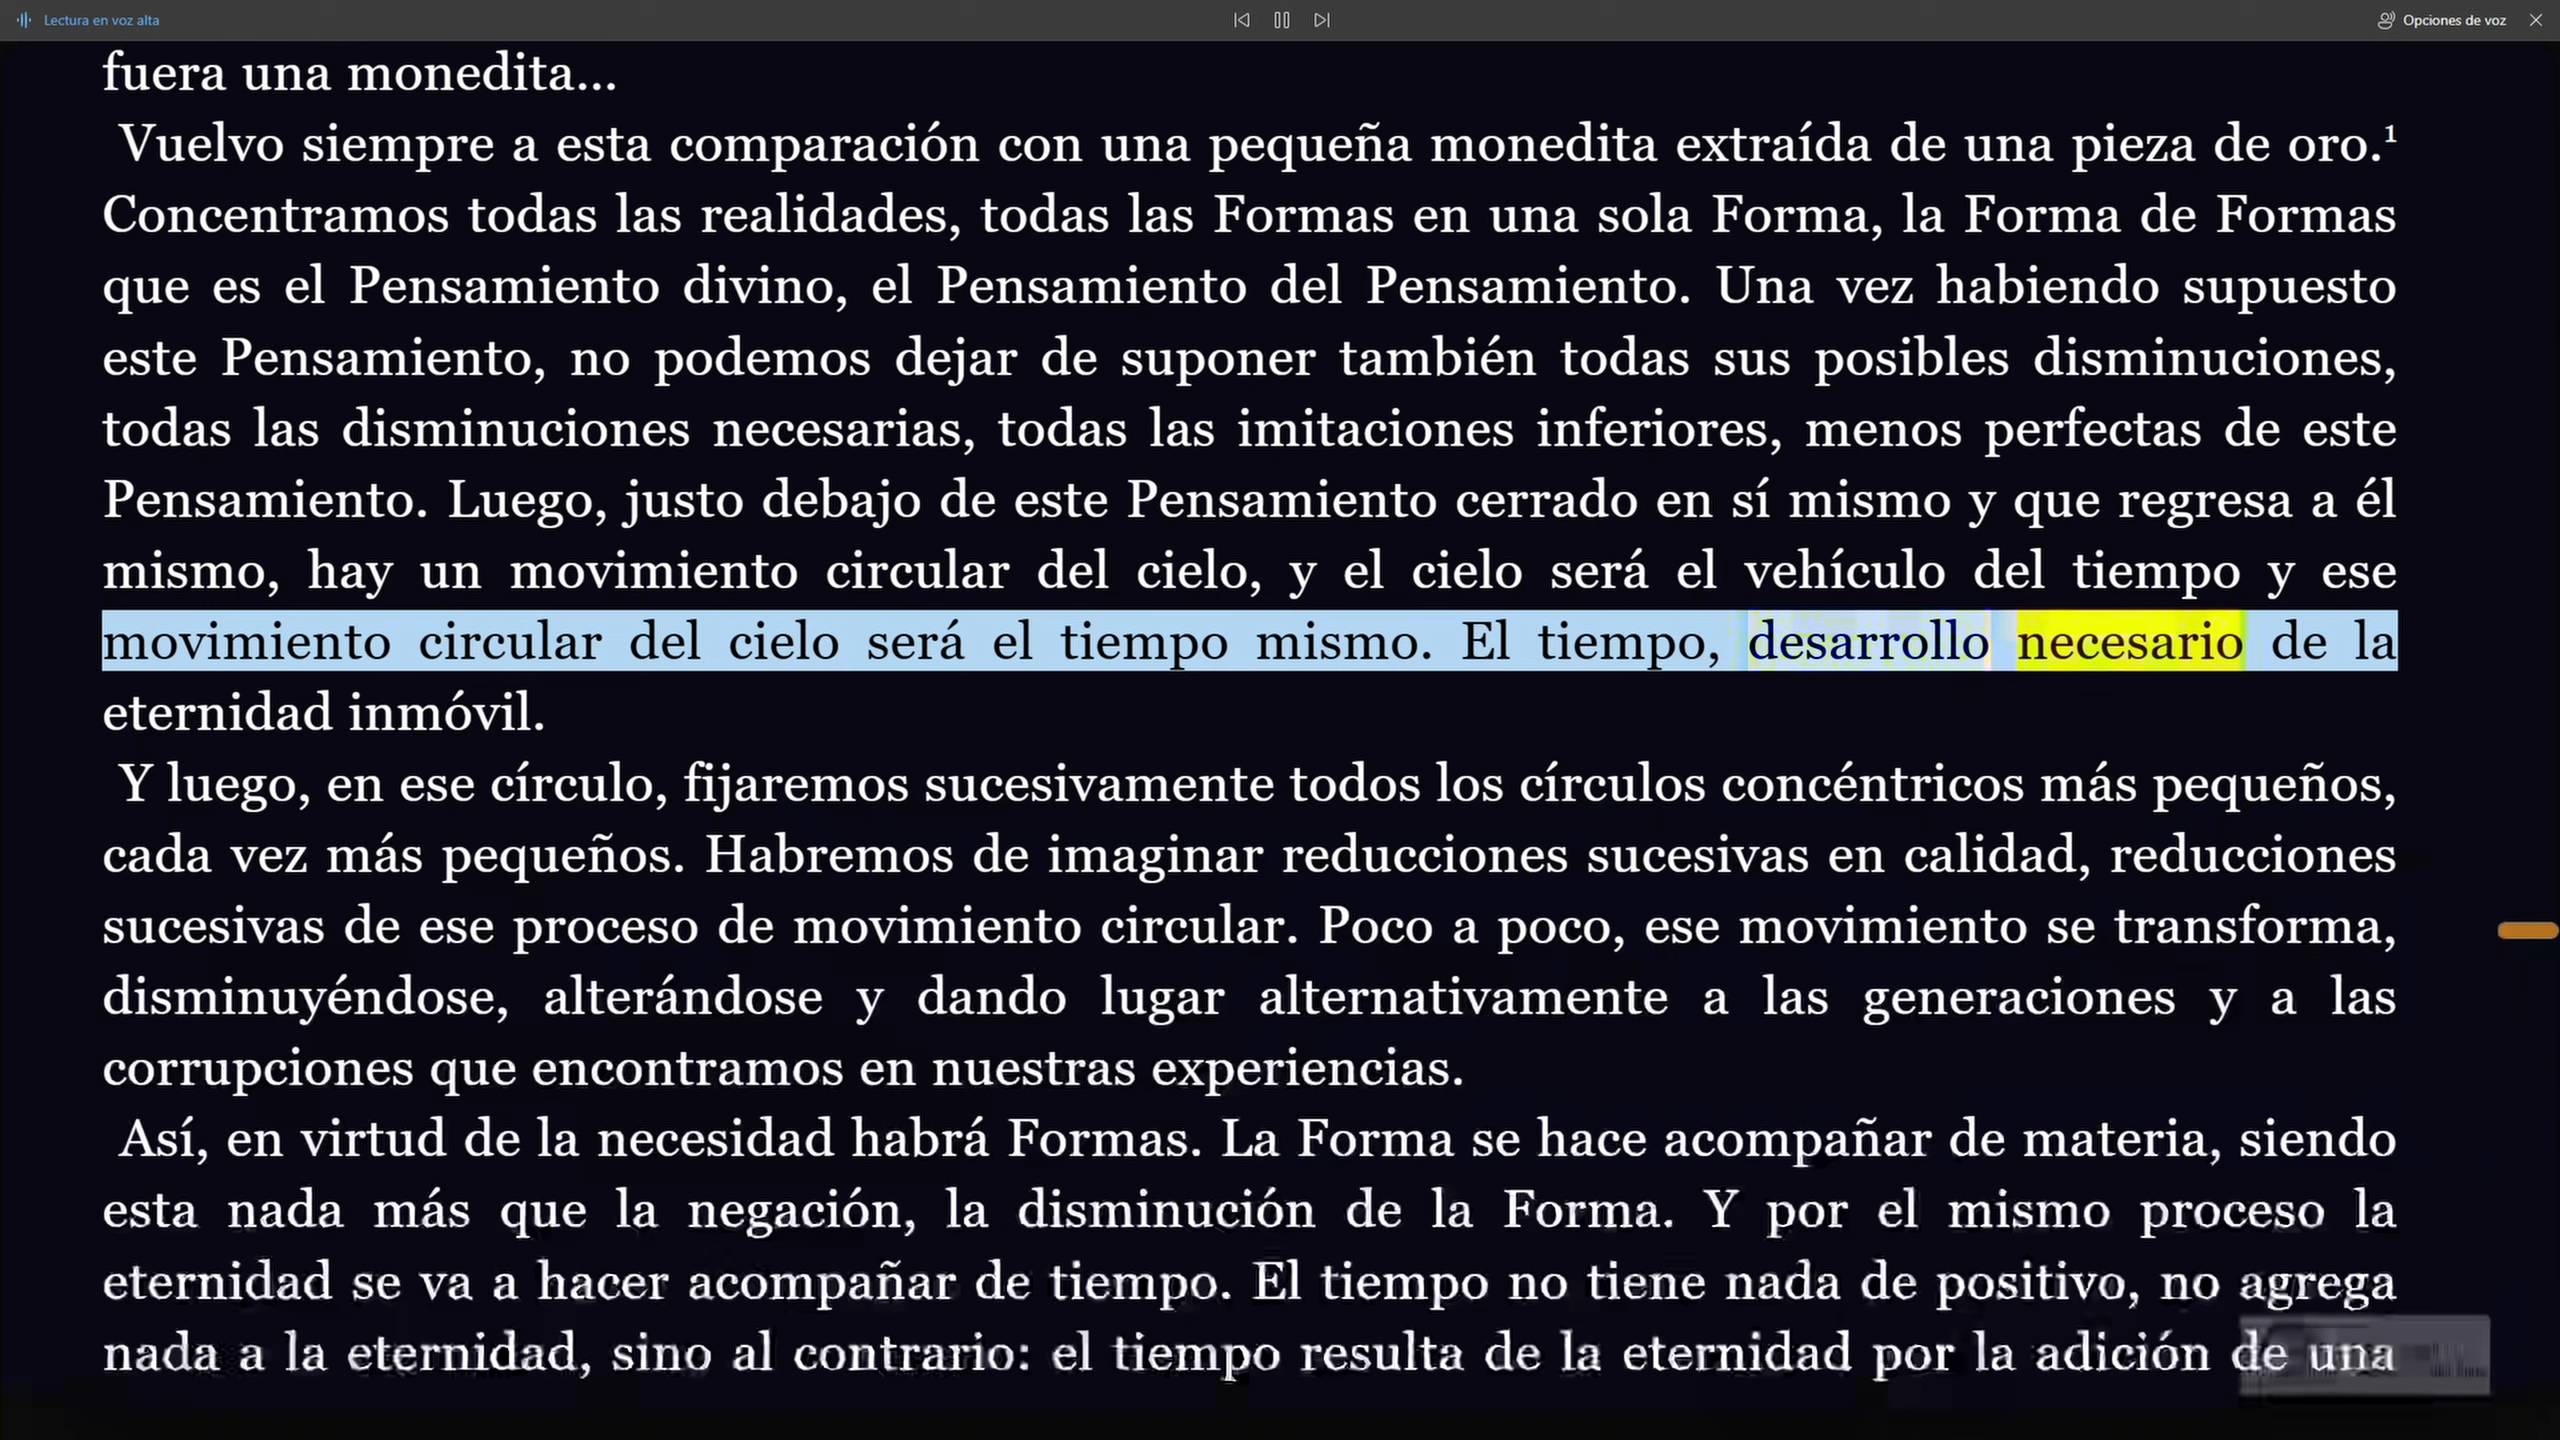 Lectura en voz alta
Opciones de voz
fuera una monedita...
Vuelvo siempre a esta comparación con una pequeña monedita extraída de una pieza de oro.¹
Concentramos todas las realidades, todas las Formas en una sola Forma, la Forma de Formas
que es el Pensamiento divino, el Pensamiento del Pensamiento. Una vez habiendo supuesto
este Pensamiento, no podemos dejar de suponer también todas sus posibles disminuciones,
todas las disminuciones necesarias, todas las imitaciones inferiores, menos perfectas de este
Pensamiento. Luego, justo debajo de este Pensamiento cerrado en sí mismo y que regresa a él
mismo, hay un movimiento circular del cielo, y el cielo será el vehículo del tiempo y ese
movimiento circular del cielo será el tiempo mismo. El tiempo, desarrollo necesario de la
eternidad inmóvil.
Y luego, en ese círculo, fijaremos sucesivamente todos los círculos concéntricos más pequeños,
cada vez más pequeños. Habremos de imaginar reducciones sucesivas en calidad, reducciones
sucesivas de ese proceso de movimiento circular. Poco a poco, ese movimiento se transforma,
disminuyéndose, alterándose y dando lugar alternativamente a las generaciones y a las
corrupciones que encontramos en nuestras experiencias.
Así, en virtud de la necesidad habrá Formas. La Forma se hace acompañar de materia, siendo
esta nada más que la negación, la disminución de la Forma. Y por el mismo proceso la
eternidad se va a hacer acompañar de tiempo. El tiempo no tiene nada de positivo, no agrega
nada a la eternidad, sino al contrario: el tiempo resulta de la eternidad por la adición de una